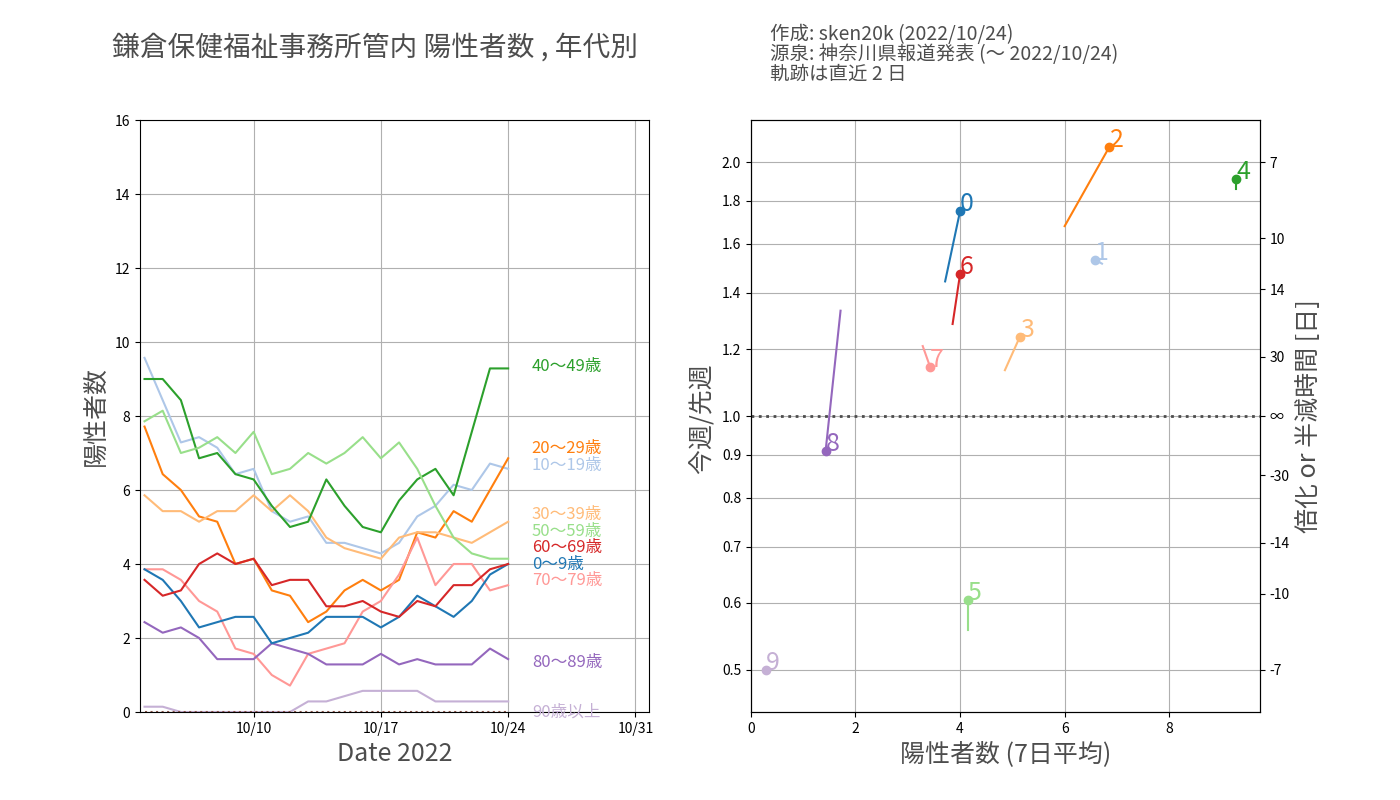 鎌倉保健福祉事務所管内 陽性者数 , 年代別
作成: sken20k (2022/10/24)
源泉: 神奈川県報道発表 (～ 2022/10/24)
軌跡は直近 2 日
陽性者数
16
14
12
10
8
6
4
2
0
40～49歳
20～29歳
10～19歳
30～39歳
50～59歳
60～69歳
0～9歳
70～79歳
80～89歳
90歳以上
10/10
10/17
10/24
10/31
Date 2022
今週/先週
2.0
1.8
1.6
1.4
1.2
1.0
0.9
0.8
0.7
0.6
0.5
2
4
0
1
6
3
7
8
5
9
7
10
14
30
∞
-30
-14
-10
-7
倍化 or 半減時間 [日]
0
2
4
6
8
陽性者数 (7日平均)